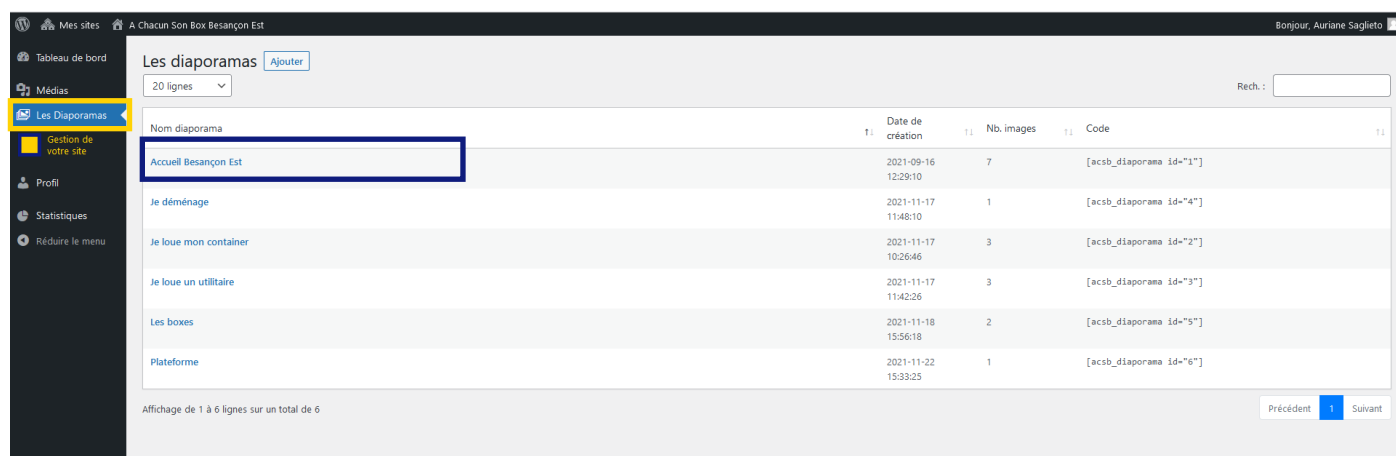 Mes sites A Chacun Son Box Besançon Est Bonjour, Auriane Saglieto
Tableau de bord
Médias
Les Diaporamas
Gestion de
votre site
Profil
Statistiques
Réduire le menu
Les diaporamas Ajouter
20 lignes Rech. :
Nom diaporama Date de création Nb. images Code
Accueil Besançon Est 2021-09-16 12:29:10 7 [acsb_diaporama id="1"]
Je déménage 2021-11-17 11:48:10 1 [acsb_diaporama id="4"]
Je loue mon container 2021-11-17 10:26:46 3 [acsb_diaporama id="2"]
Je loue un utilitaire 2021-11-17 11:42:26 3 [acsb_diaporama id="3"]
Les boxes 2021-11-18 15:56:18 2 [acsb_diaporama id="5"]
Plateforme 2021-11-22 15:33:25 1 [acsb_diaporama id="6"]
Affichage de 1 à 6 lignes sur un total de 6 Précédent 1 Suivant